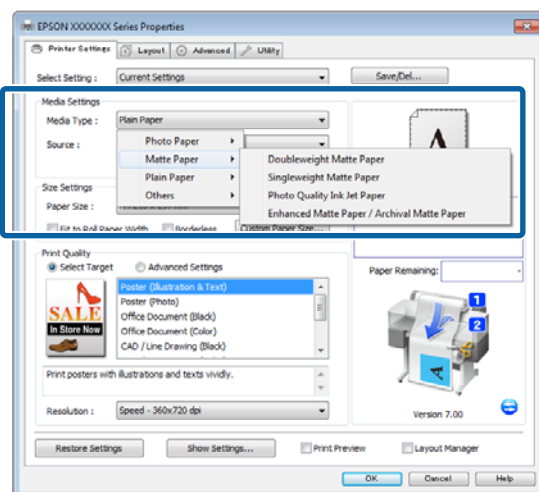 EPSON XXXXXXX Series Properties
Printer Settings Layout Advanced Utility
Select Setting : Current Settings Save/Del...
Media Settings
Media Type : Plain Paper
Source :
Photo Paper
Matte Paper
Plain Paper
Others
Doubleweight Matte Paper
Singleweight Matte Paper
Photo Quality Ink Jet Paper
Enhanced Matte Paper / Archival Matte Paper
A
Size Settings
Paper Size :
Fit to Roll Paper Width Borderless Custom Paper Size...
Print Quality
Select Target Advanced Settings
Paper Remaining:
SALE
In Store Now
Poster (Illustration & Text)
Poster (Photo)
Office Document (Black)
Office Document (Color)
CAD / Line Drawing (Black)
1
2
A
Print posters with illustrations and texts vividly.
Resolution : Speed - 360x720 dpi
Version 7.00
Restore Settings Show Settings... Print Preview Layout Manager
OK Cancel Help